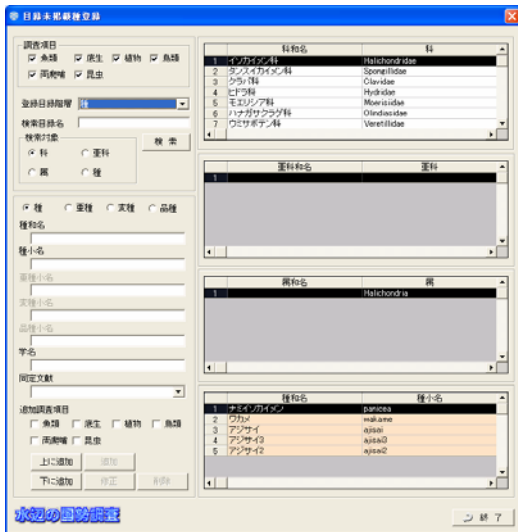 目録未掲載種登録
調査項目
魚類 底生 植物 鳥類
両爬哺 昆虫
登録目録階層 種
検索目録名
検索対象
科 亜科
属 種
検 索
種 亜種 変種 品種
種和名
種小名
亜種小名
変種小名
品種小名
学名
同定文献
追加調査項目
魚類 底生 植物 鳥類
両爬哺 昆虫
上に追加 追加
下に追加 修正 削除
水辺の国勢調査
科和名 科
1 イソカイメン科 Halichondridae
2 タンスイカイメン科 Spongillidae
3 クラバ科 Clavidae
4 ヒドラ科 Hydridae
5 モエリシア科 Moerisiidae
6 ハナガサクラゲ科 Olindiasidae
7 ウミサボテン科 Veretillidae
亜科和名 亜科
1
属和名 属
1 Halichondria
種和名 種小名
1 ナミイソカイメン panicea
2 ワカメ wakame
3 アジサイ ajisai
4 アジサイ3 ajisai3
5 アジサイ2 ajisai2
終 了